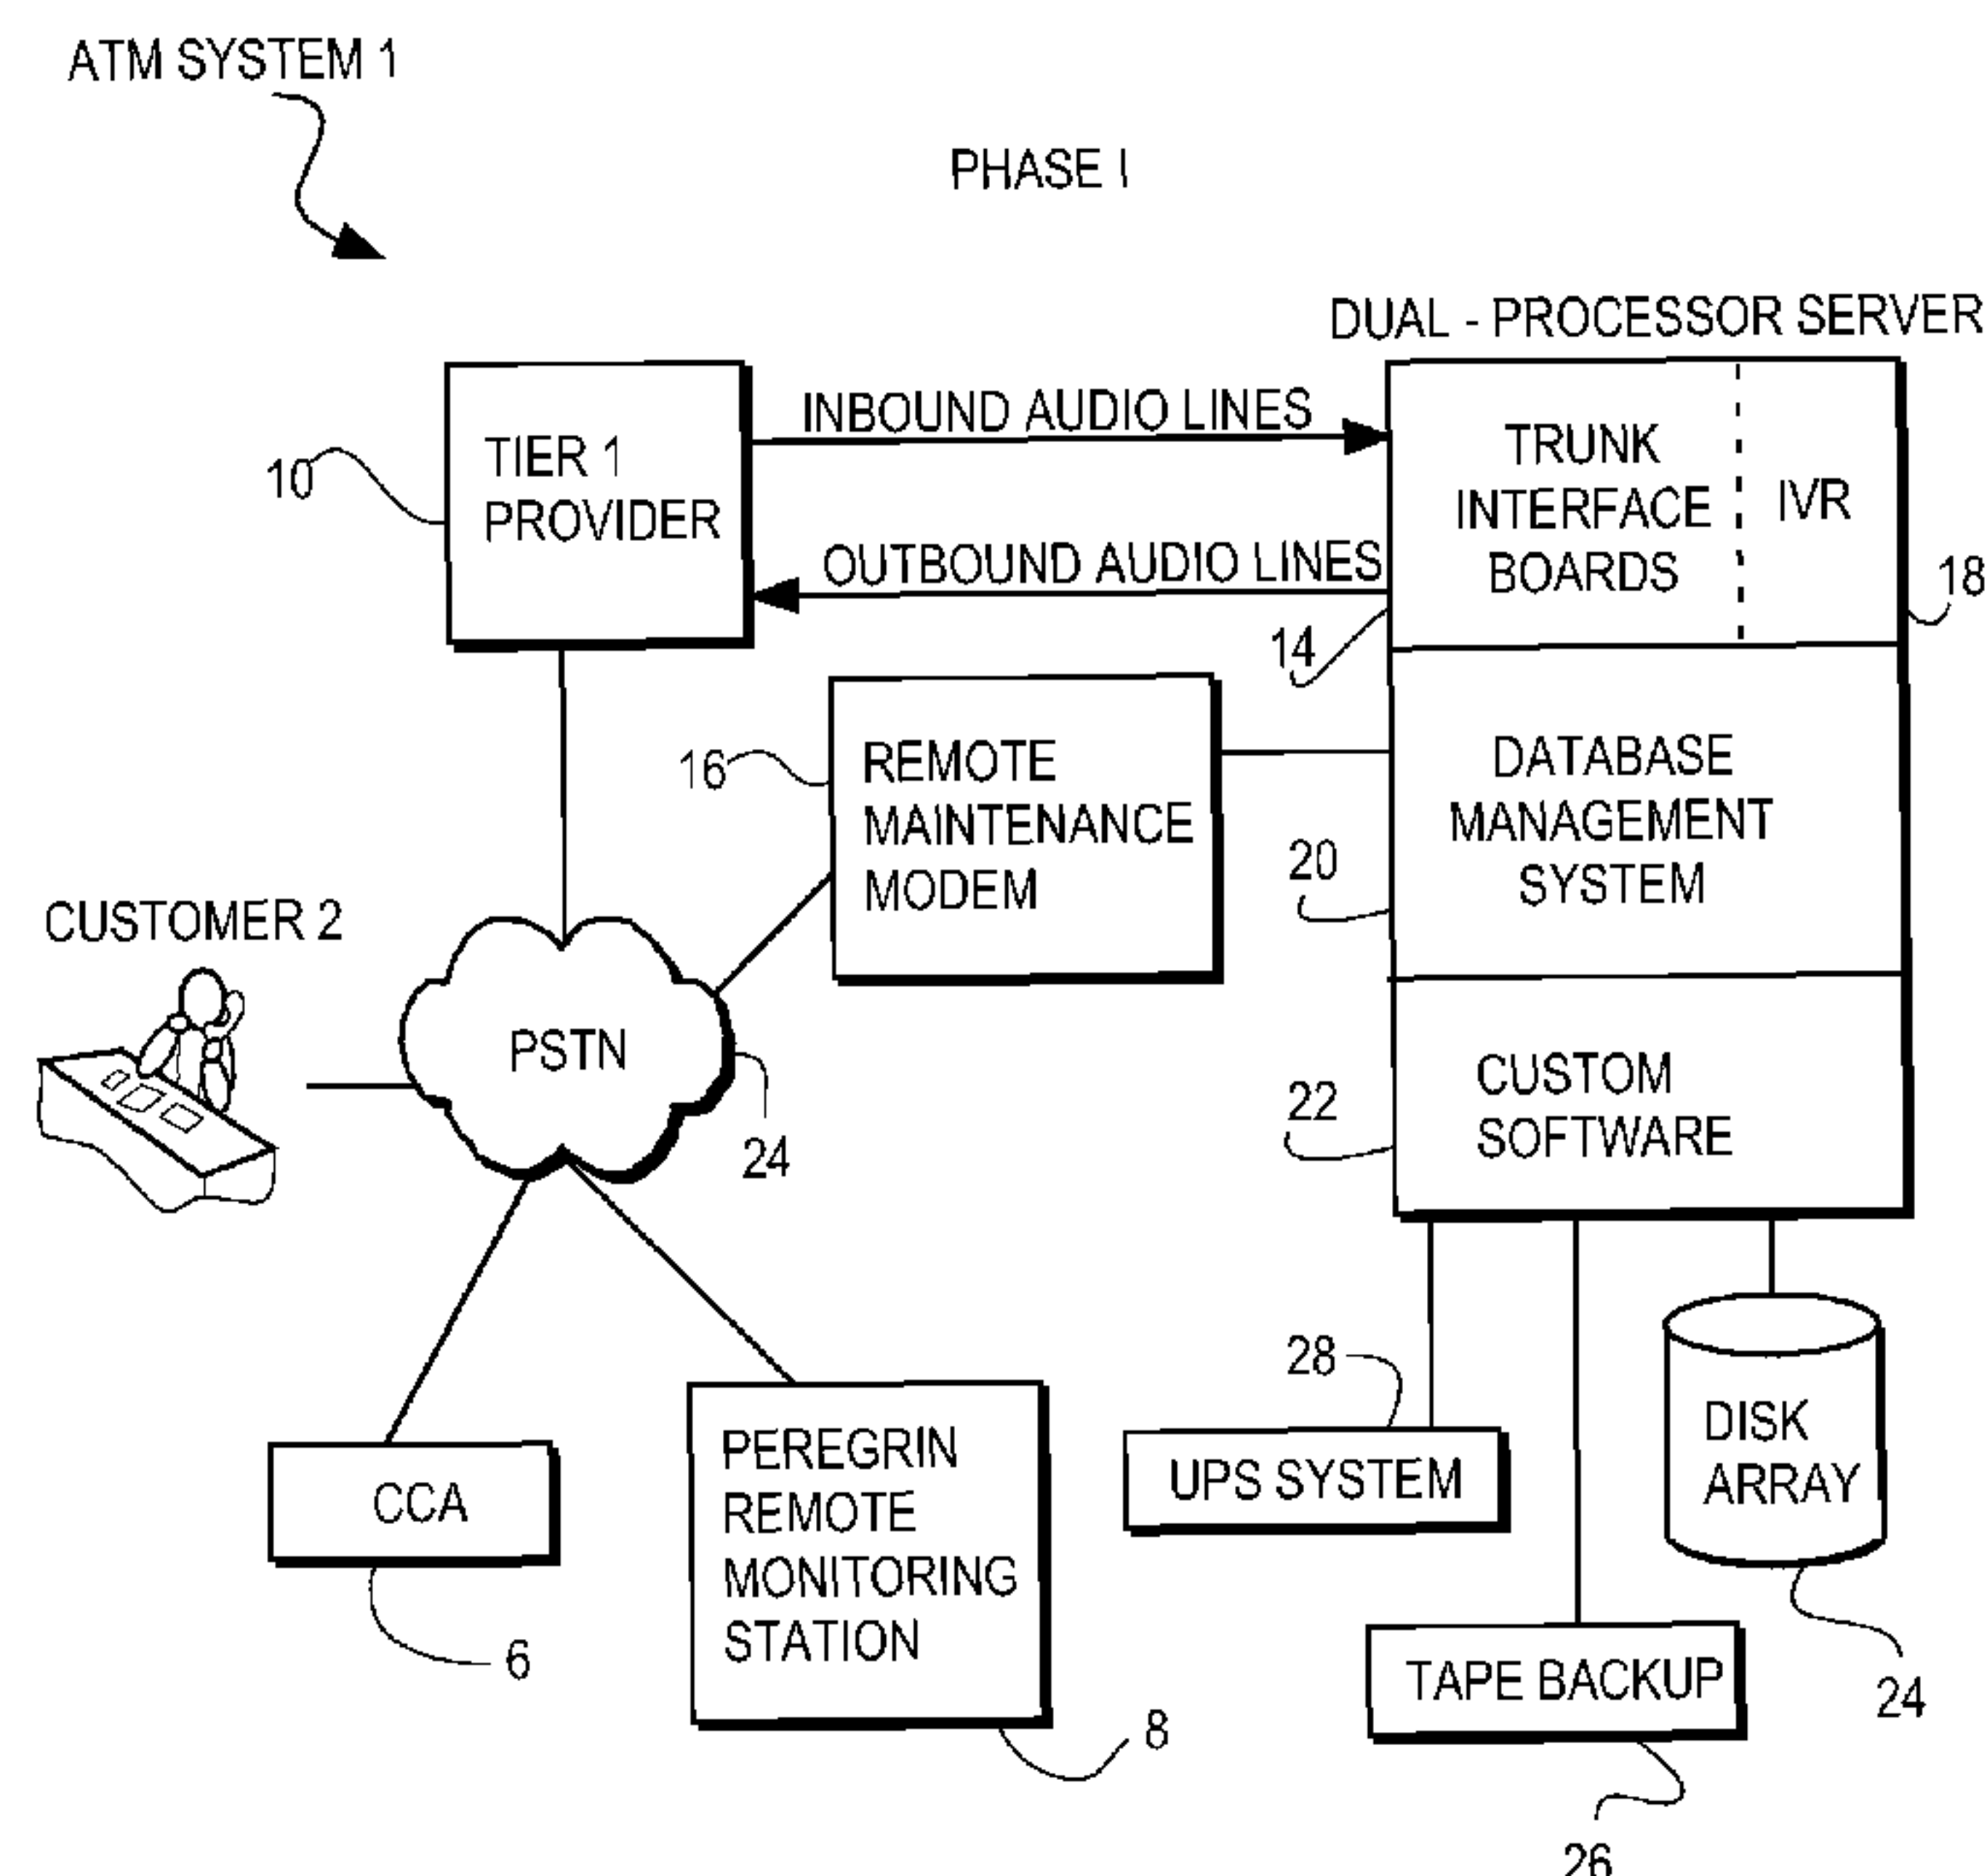 ATM SYSTEM 1
PHASE I
DUAL - PROCESSOR SERVER
TIER 1
PROVIDER
10
INBOUND AUDIO LINES
OUTBOUND AUDIO LINES
TRUNK
INTERFACE
BOARDS
IVR
18
14
REMOTE
MAINTENANCE
MODEM
16
DATABASE
MANAGEMENT
SYSTEM
20
CUSTOMER 2
PSTN
24
CUSTOM
SOFTWARE
22
CCA
6
PEREGRIN
REMOTE
MONITORING
STATION
8
28
UPS SYSTEM
DISK
ARRAY
24
TAPE BACKUP
26